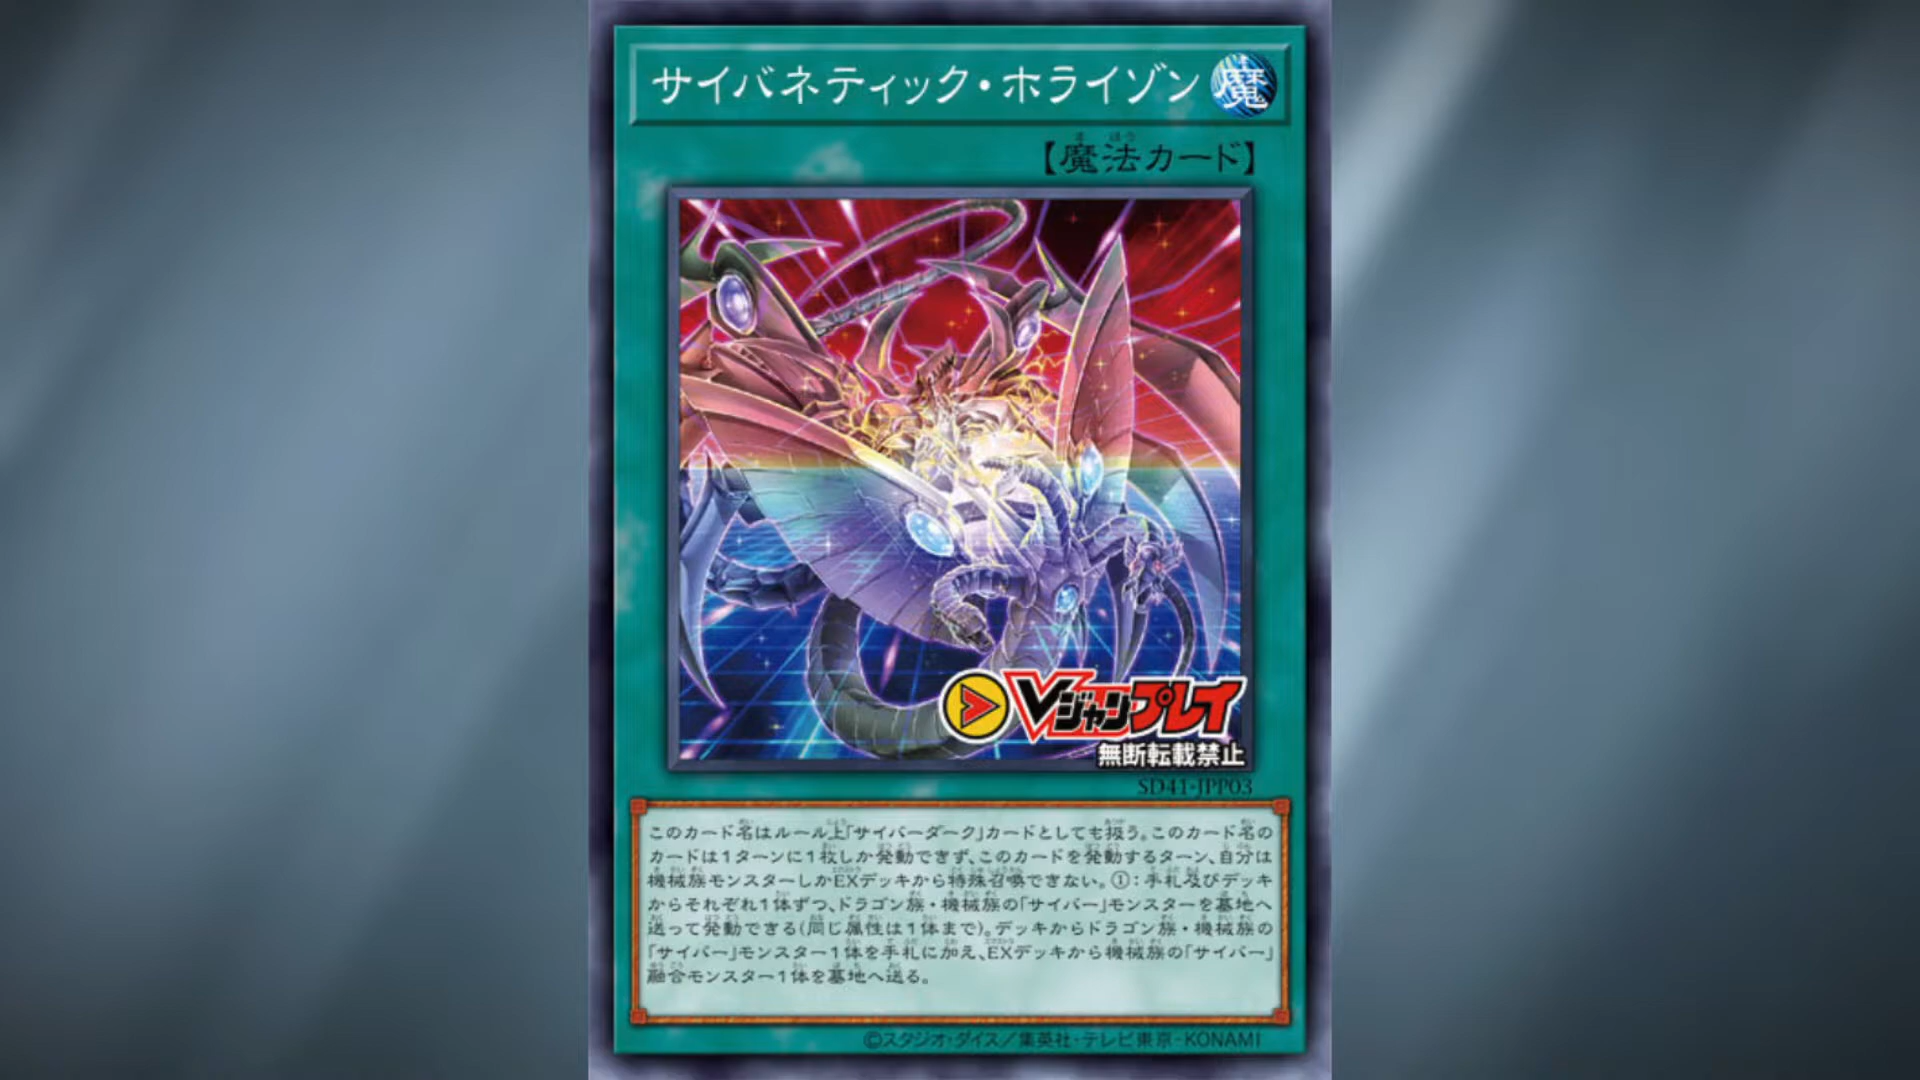 サイバネティック・ホライゾン
魔
【魔法カード】
Vジャンプレイ
無断転載禁止
SD41-JPP03
このカード名はルール上「サイバーダーク」カードとしても扱う。このカード名の
カードは1ターンに1枚しか発動できず、このカードを発動するターン、自分は
機械族モンスターしかEXデッキから特殊召喚できない。①：手札及びデッキ
からそれぞれ1体ずつ、ドラゴン族・機械族の「サイバー」モンスターを墓地へ
送って発動できる(同じ属性は1体まで)。デッキからドラゴン族・機械族の
「サイバー」モンスター1体を手札に加え、EXデッキから機械族の「サイバー」
融合モンスター1体を墓地へ送る。
©スタジオ・ダイス／集英社・テレビ東京・KONAMI